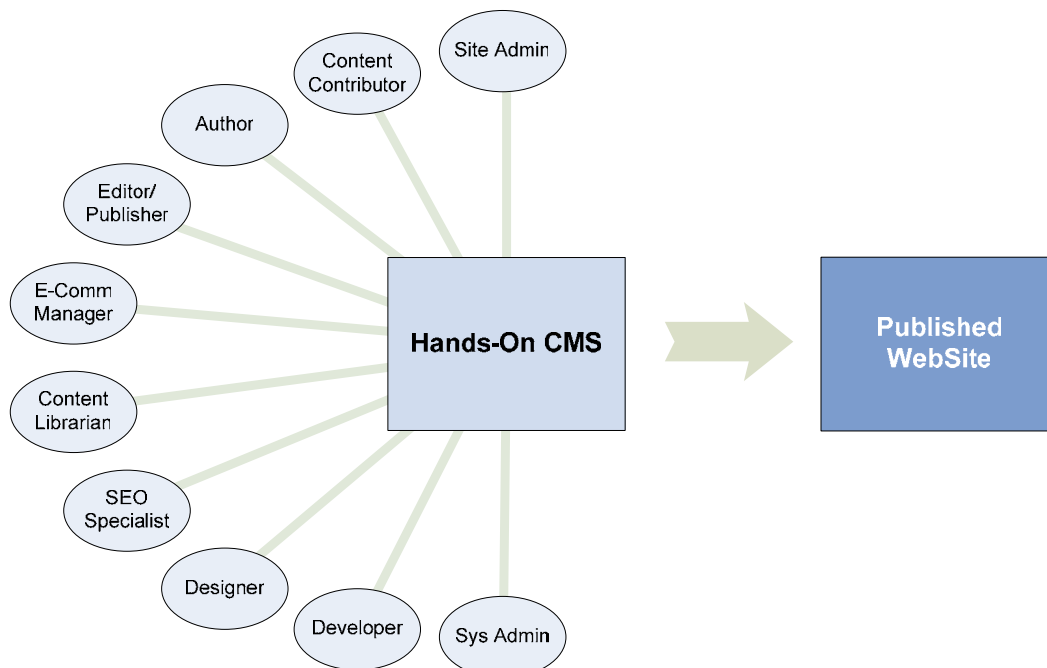 Site Admin
Content
Contributor
Author
Editor/
Publisher
E-Comm
Manager
Hands-On CMS
Published
WebSite
Content
Librarian
SEO
Specialist
Designer
Developer
Sys Admin